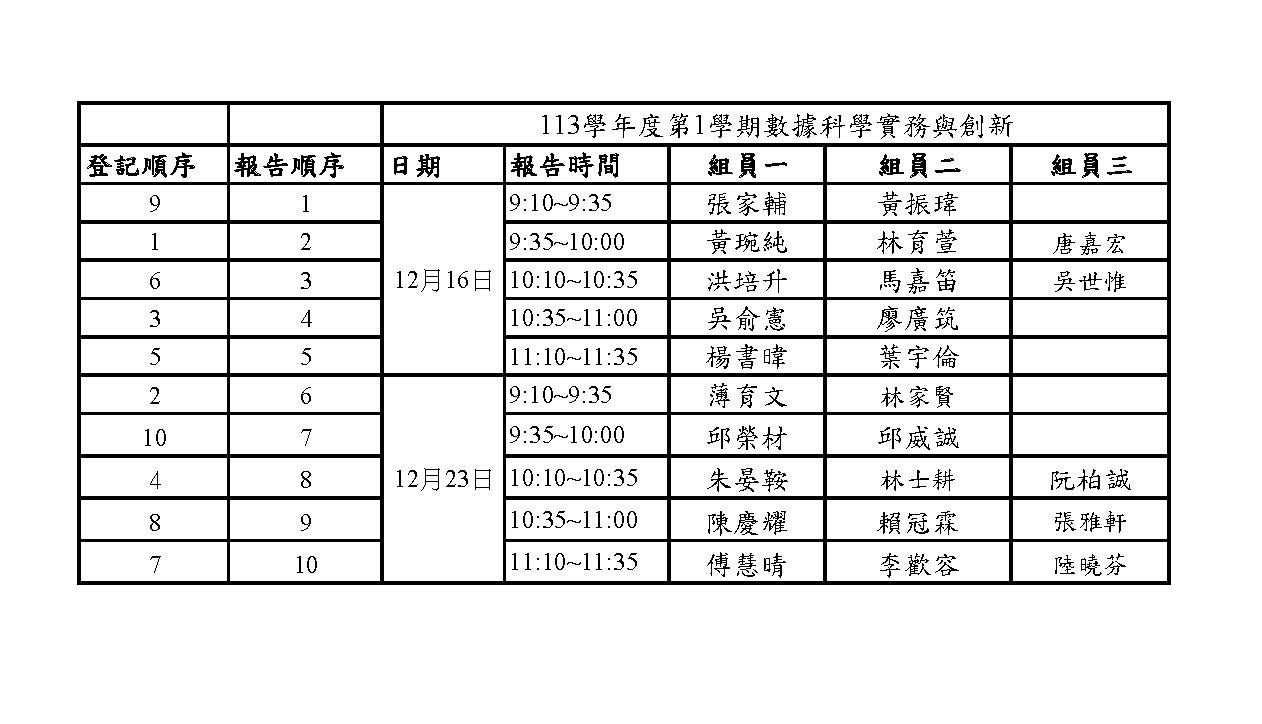 113學年度第1學期數據科學實務與創新
登記順序 報告順序 日期 報告時間 組員一 組員二 組員三
9 1 12月16日 9:10~9:35 張家輔 黃振瑋
1 2 9:35~10:00 黃琬純 林育萱 唐嘉宏
6 3 10:10~10:35 洪培升 馬嘉笛 吳世惟
3 4 10:35~11:00 吳俞憲 廖廣筑
5 5 11:10~11:35 楊書暐 葉宇倫
2 6 12月23日 9:10~9:35 薄育文 林家賢
10 7 9:35~10:00 邱榮材 邱威誠
4 8 10:10~10:35 朱晏鞍 林士耕 阮柏誠
8 9 10:35~11:00 陳慶耀 賴冠霖 張雅軒
7 10 11:10~11:35 傅慧晴 李歡容 陸曉芬